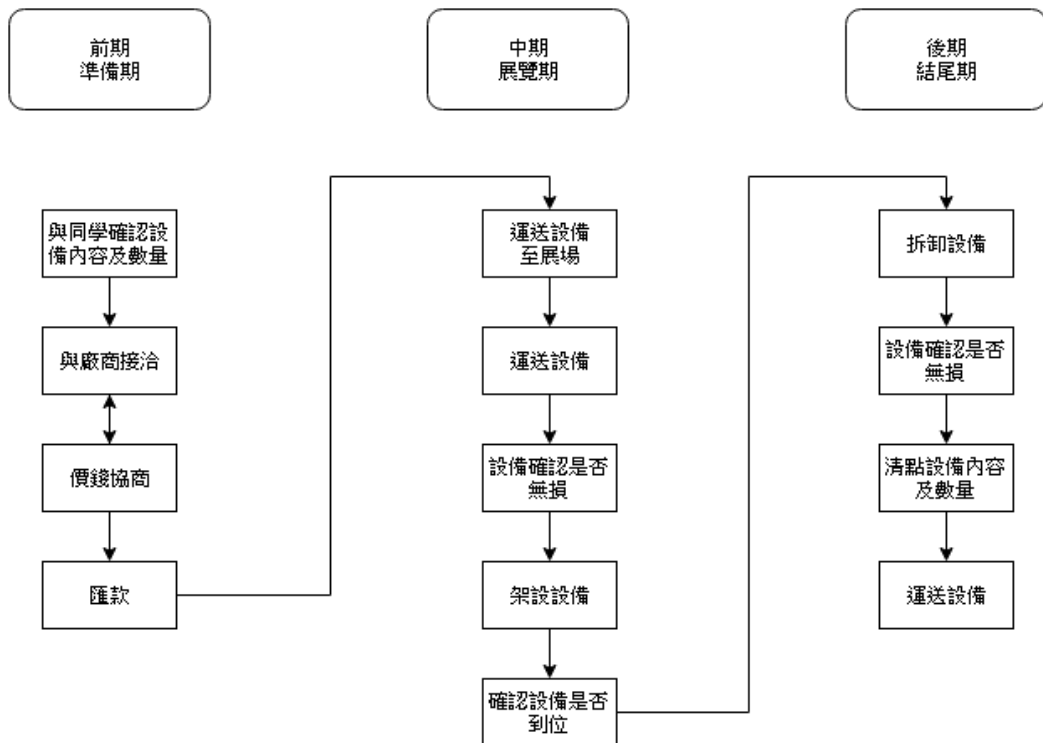 前期
準備期
中期
展覽期
後期
結尾期
與同學確認設
備內容及數量
與廠商接洽
價錢協商
匯款
運送設備
至展場
運送設備
設備確認是否
無損
架設設備
確認設備是否
到位
拆卸設備
設備確認是否
無損
清點設備內容
及數量
運送設備